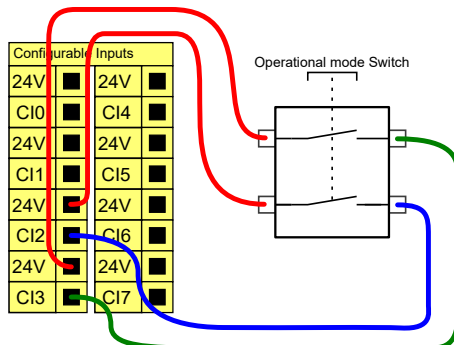 Configurable Inputs
Operational mode Switch
24V 24V
CI0 CI4
24V 24V
CI1 CI5
24V 24V
CI2 CI6
24V 24V
CI3 CI7